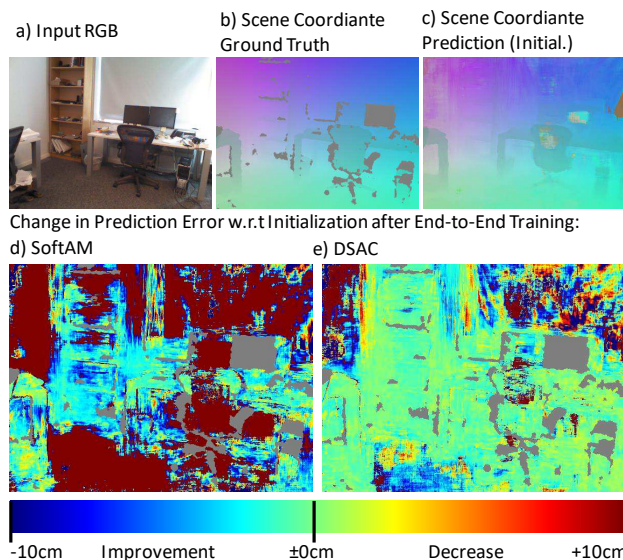 a) Input RGB
b) Scene Coordiante
Ground Truth
c) Scene Coordiante
Prediction (Initial.)
Change in Prediction Error w.r.t Initialization after End-to-End Training:
d) SoftAM
e) DSAC
-10cm Improvement ±0cm Decrease +10cm